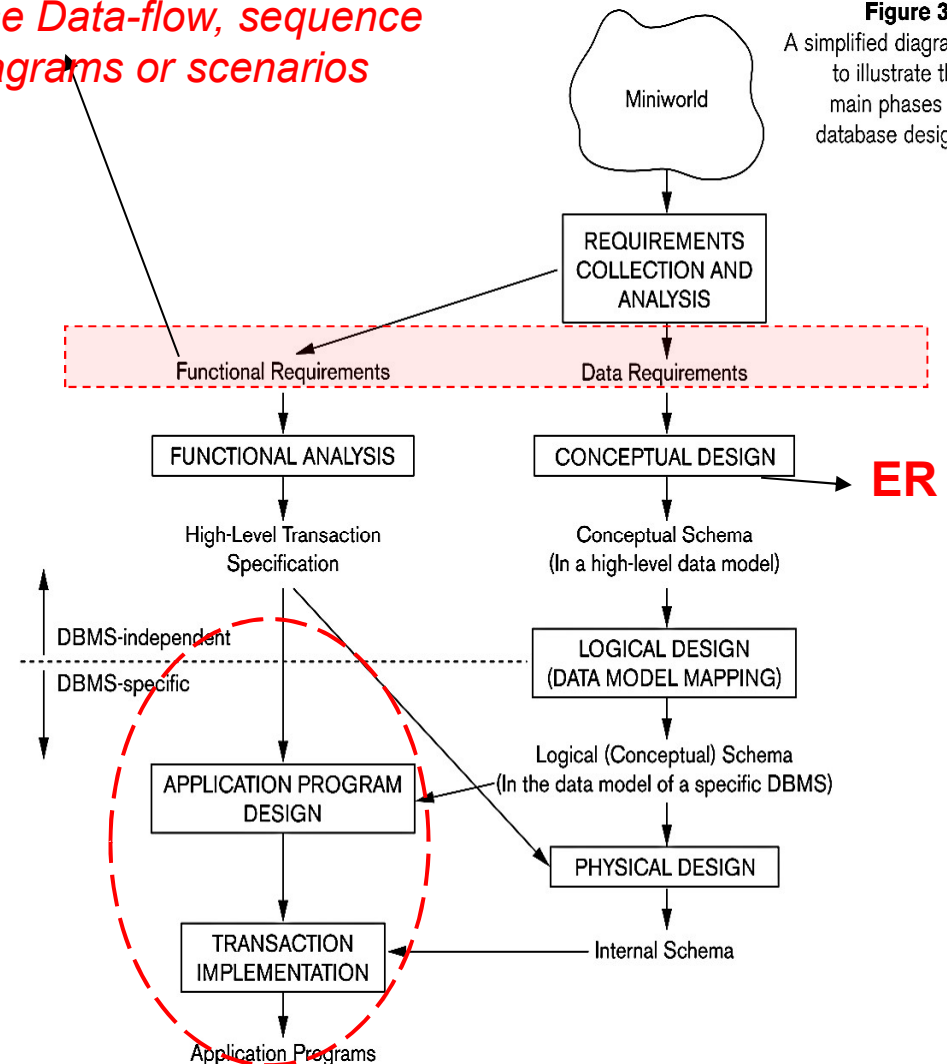 e Data-flow, sequence
agrams or scenarios
Figure 3
A simplified diagra
to illustrate th
main phases
database desig
Miniworld
REQUIREMENTS
COLLECTION AND
ANALYSIS
Functional Requirements
Data Requirements
FUNCTIONAL ANALYSIS
CONCEPTUAL DESIGN
ER
High-Level Transaction
Specification
Conceptual Schema
(In a high-level data model)
DBMS-independent
DBMS-specific
LOGICAL DESIGN
(DATA MODEL MAPPING)
Logical (Conceptual) Schema
(In the data model of a specific DBMS)
APPLICATION PROGRAM
DESIGN
PHYSICAL DESIGN
TRANSACTION
IMPLEMENTATION
Internal Schema
Application Programs